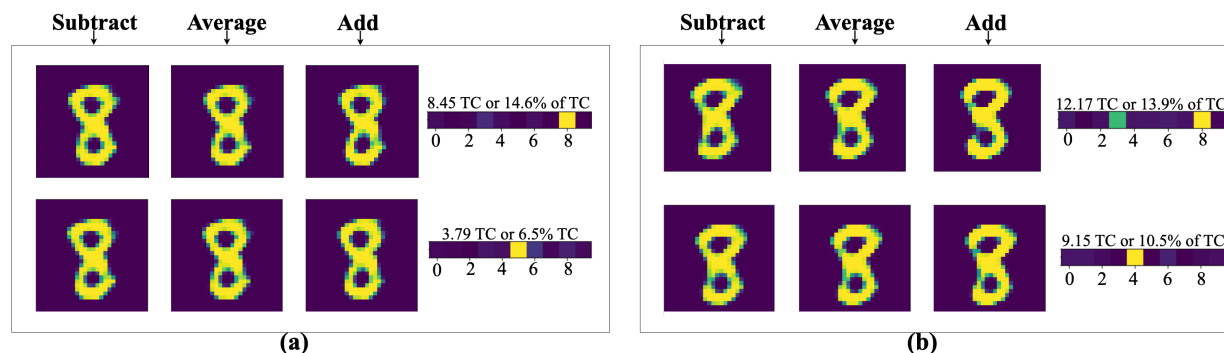 Subtract Average Add
8.45 TC or 14.6% of TC
0 2 4 6 8
3.79 TC or 6.5% TC
0 2 4 6 8
(a)
Subtract Average Add
12.17 TC or 13.9% of TC
0 2 4 6 8
9.15 TC or 10.5% of TC
0 2 4 6 8
(b)